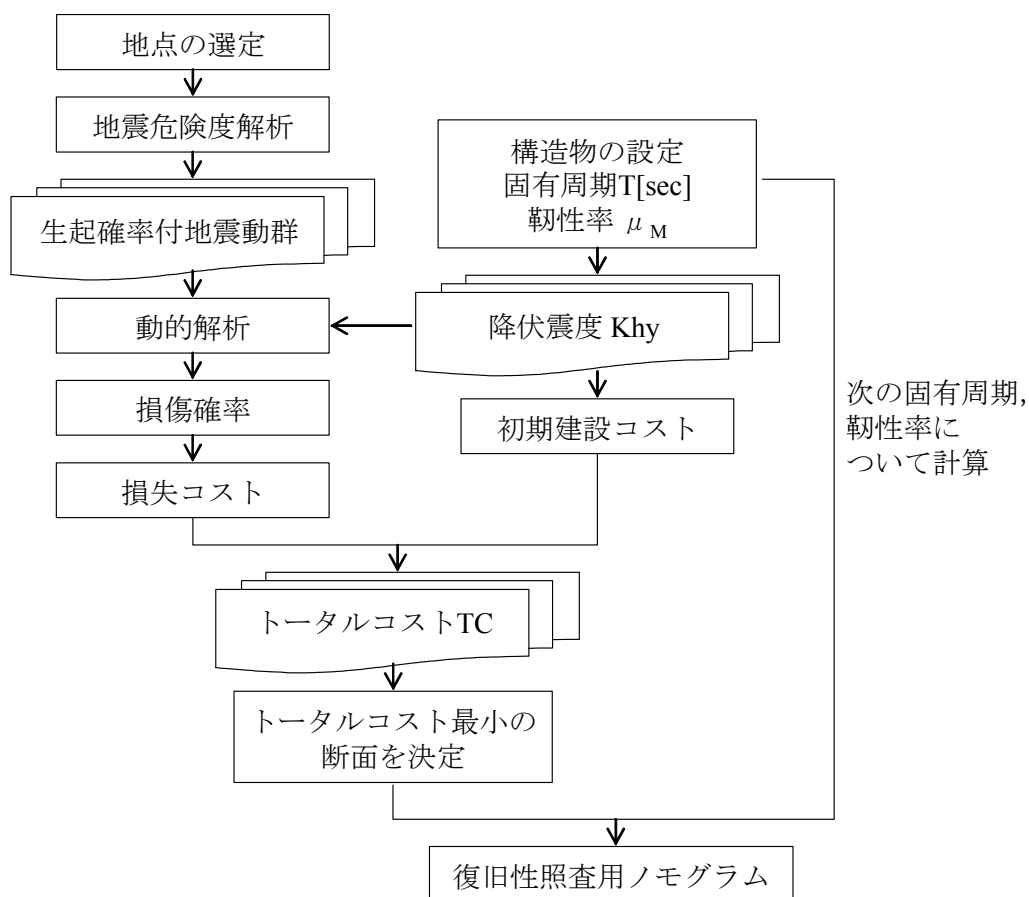 地点の選定
地震危険度解析
生起確率付地震動群
動的解析
損傷確率
損失コスト
構造物の設定
固有周期T[sec]
靭性率 μM
降伏震度 Khy
初期建設コスト
次の固有周期,
靭性率に
ついて計算
トータルコストTC
トータルコスト最小の
断面を決定
復旧性照査用ノモグラム